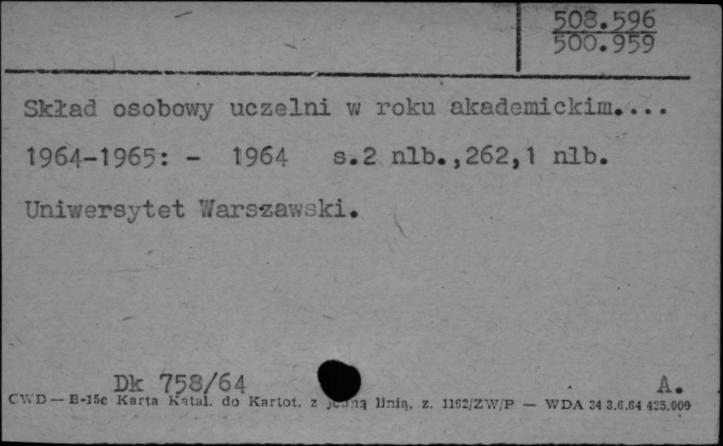 508.596
500.959
Skład osobowy uczelni w roku akademickim....
1964-1965: - 1964 s.2 nlb.,262,1 nlb.
Uniwersytet Warszawski.
Dk 758/64 A.
CWD — B-15c Karta Katal. do Kartot. z jedną linią, z. 1162/ZW/P — WDA 24 3.6.64 425.000